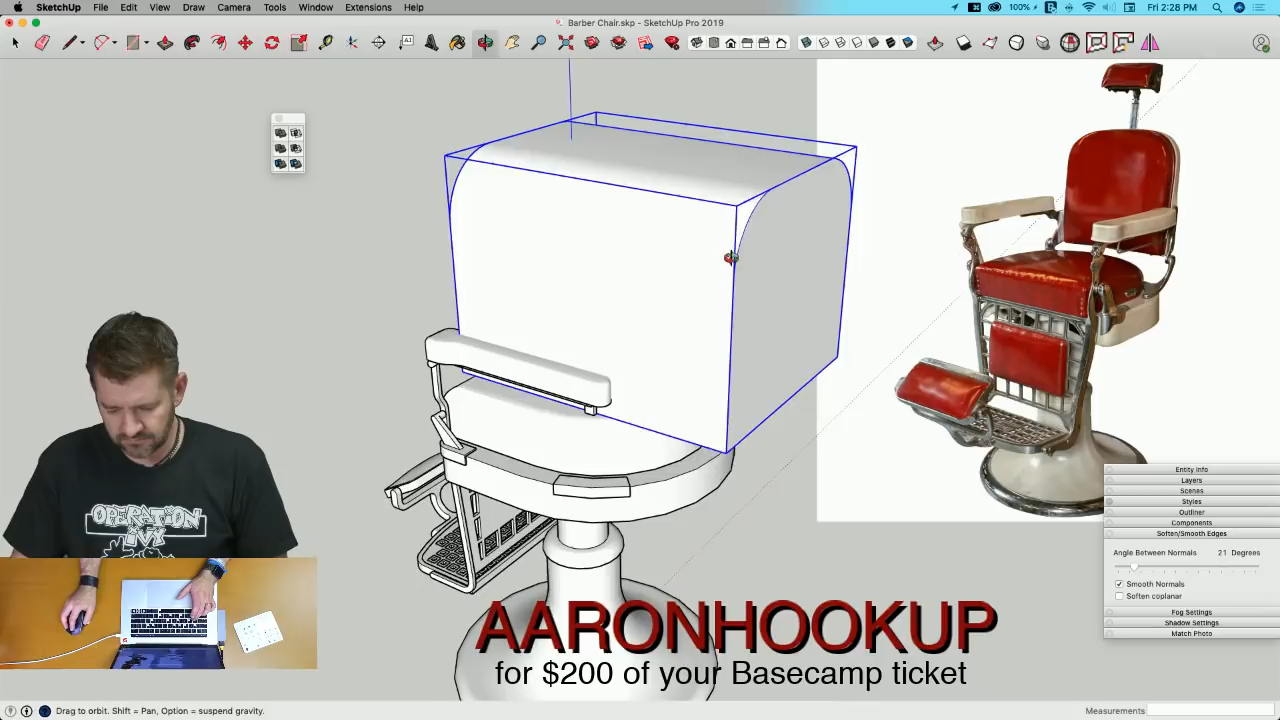 SketchUp File Edit View Draw Camera Tools Window Extensions Help
100% Fri 2:28 PM
Barber Chair.skp - SketchUp Pro 2019
OPERATION
IVY
Entity Info
Layers
Scenes
Styles
Outliner
Components
Soften/Smooth Edges
Angle Between Normals 21 Degrees
Smooth Normals
Soften coplanar
Fog Settings
Shadow Settings
Match Photo
AARONHOOKUP
for $200 of your Basecamp ticket
Drag to orbit. Shift = Pan, Option = suspend gravity.
Measurements